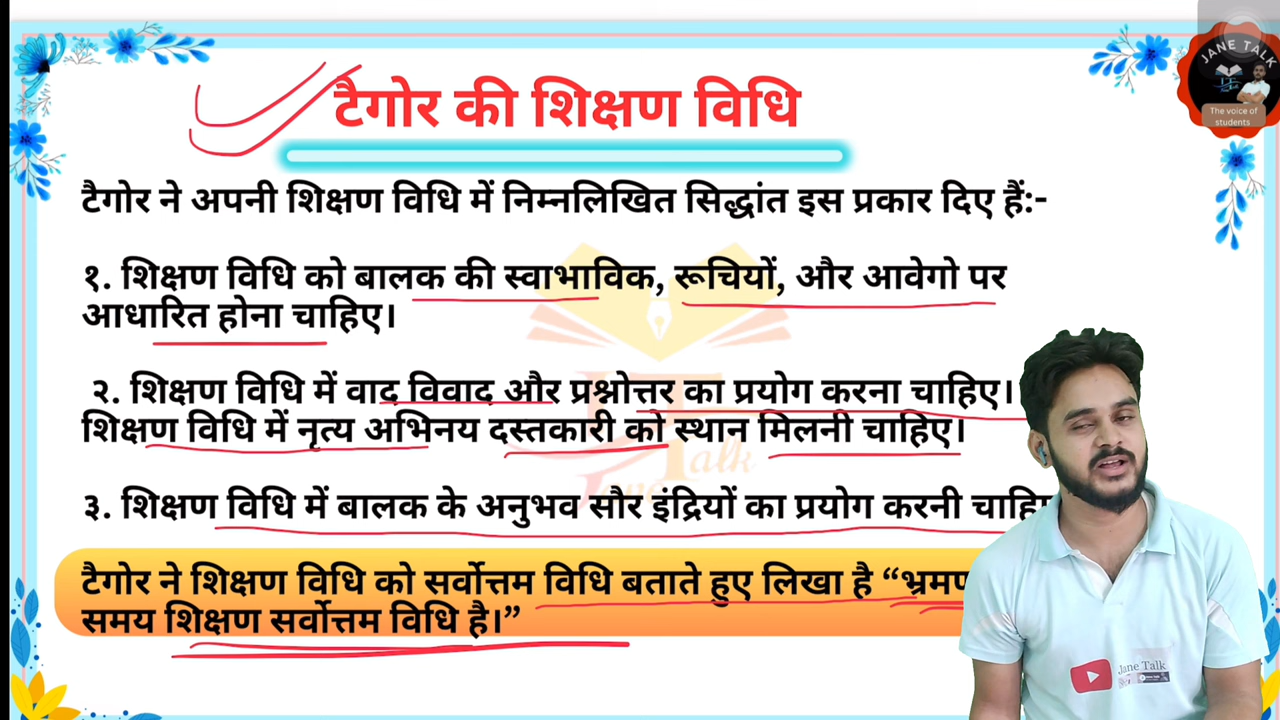 JANE TALK
The voice of
students
टैगोर की शिक्षण विधि
टैगोर ने अपनी शिक्षण विधि में निम्नलिखित सिद्धांत इस प्रकार दिए हैं:-
१. शिक्षण विधि को बालक की स्वाभाविक, रूचियों, और आवेगो पर
आधारित होना चाहिए।
२. शिक्षण विधि में वाद विवाद और प्रश्नोत्तर का प्रयोग करना चाहिए।
शिक्षण विधि में नृत्य अभिनय दस्तकारी को स्थान मिलनी चाहिए।
३. शिक्षण विधि में बालक के अनुभव सौर इंद्रियों का प्रयोग करनी
टैगोर ने शिक्षण विधि को सर्वोत्तम विधि बताते हुए लिखा है “
समय शिक्षण सर्वोत्तम विधि है।”
Jane Talk